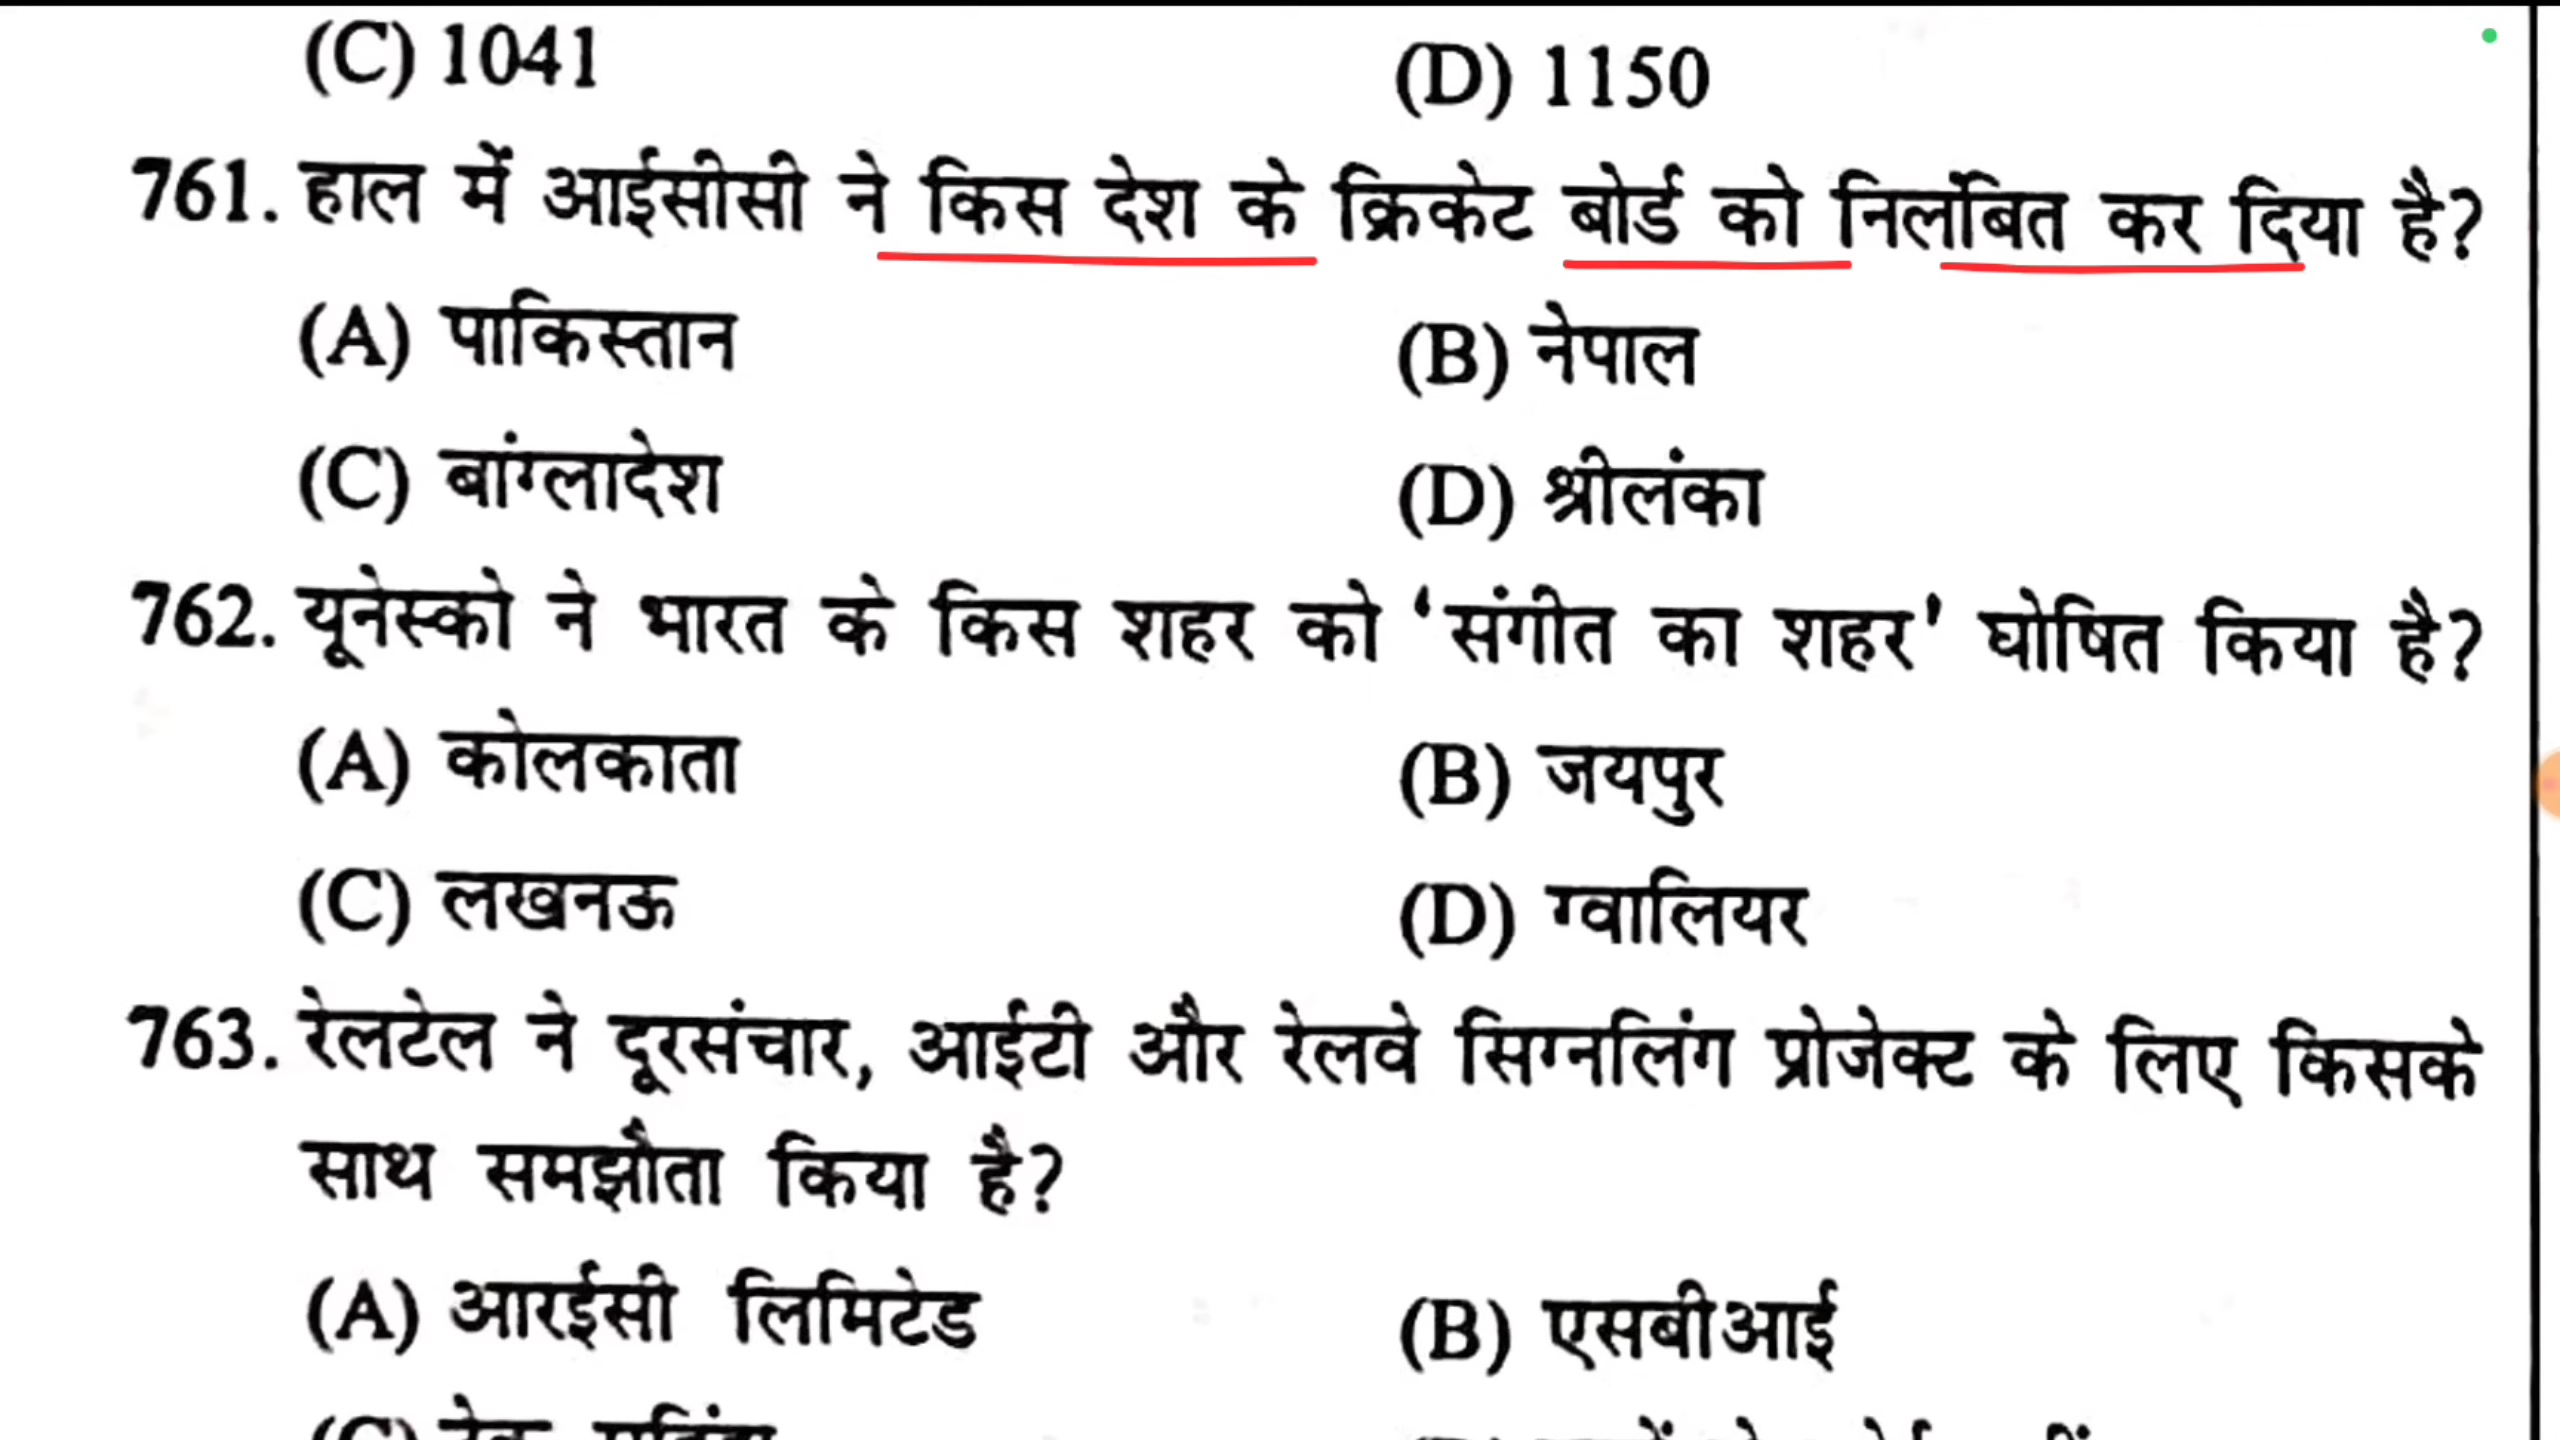 (C) 1041 (D) 1150
761. हाल में आईसीसी ने किस देश के क्रिकेट बोर्ड को निलंबित कर दिया है?
(A) पाकिस्तान (B) नेपाल
(C) बांग्लादेश (D) श्रीलंका
762. यूनेस्को ने भारत के किस शहर को ‘संगीत का शहर’ घोषित किया है?
(A) कोलकाता (B) जयपुर
(C) लखनऊ (D) ग्वालियर
763. रेलटेल ने दूरसंचार, आईटी और रेलवे सिग्नलिंग प्रोजेक्ट के लिए किसके
साथ समझौता किया है?
(A) आरईसी लिमिटेड (B) एसबीआई